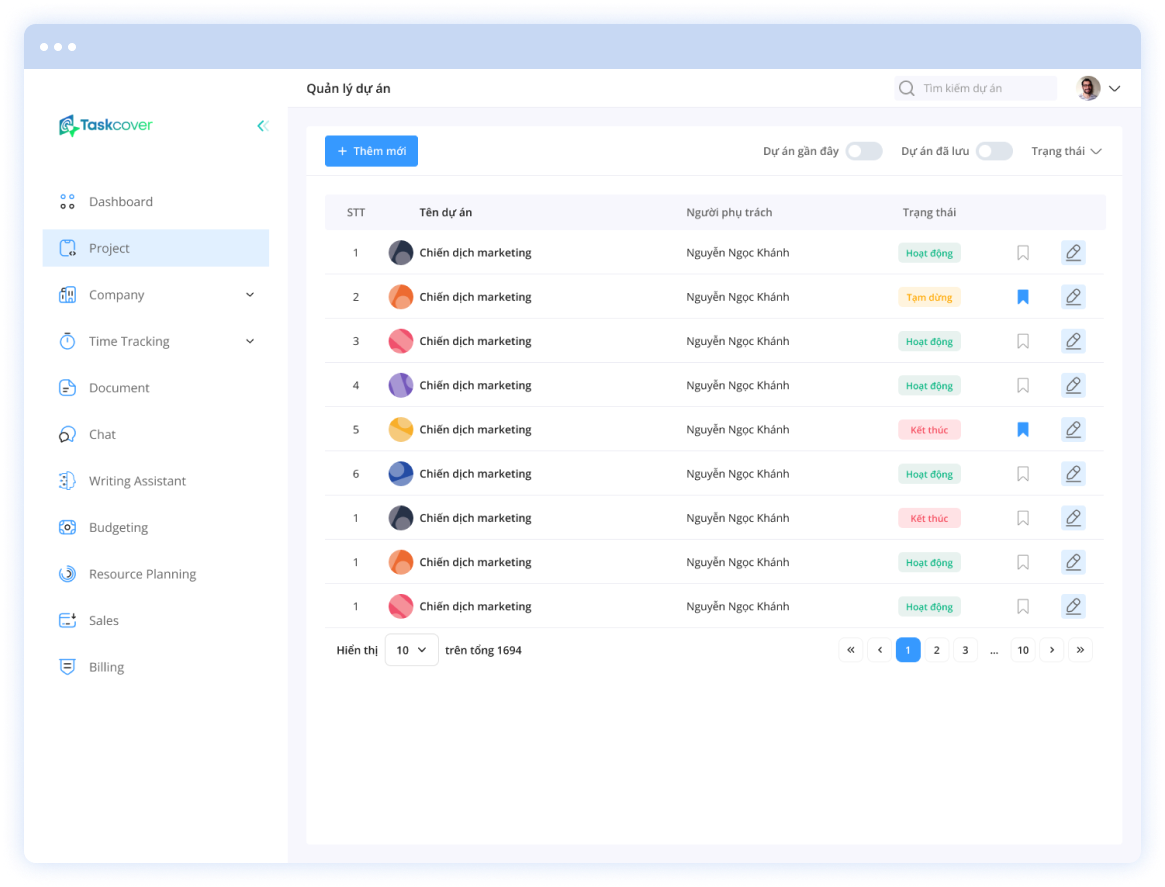 Quản lý dự án
Tìm kiếm dự án
Taskcover
Dashboard
Project
Company
Time Tracking
Document
Chat
Writing Assistant
Budgeting
Resource Planning
Sales
Billing
+ Thêm mới
Dự án gần đây
Dự án đã lưu
Trạng thái
STT Tên dự án Người phụ trách Trạng thái
1 Chiến dịch marketing Nguyễn Ngọc Khánh Hoạt động
2 Chiến dịch marketing Nguyễn Ngọc Khánh Tạm dừng
3 Chiến dịch marketing Nguyễn Ngọc Khánh Hoạt động
4 Chiến dịch marketing Nguyễn Ngọc Khánh Hoạt động
5 Chiến dịch marketing Nguyễn Ngọc Khánh Kết thúc
6 Chiến dịch marketing Nguyễn Ngọc Khánh Hoạt động
1 Chiến dịch marketing Nguyễn Ngọc Khánh Kết thúc
1 Chiến dịch marketing Nguyễn Ngọc Khánh Hoạt động
1 Chiến dịch marketing Nguyễn Ngọc Khánh Hoạt động
Hiển thị 10 trên tổng 1694
« ‹ 1 2 3 ... 10 › »